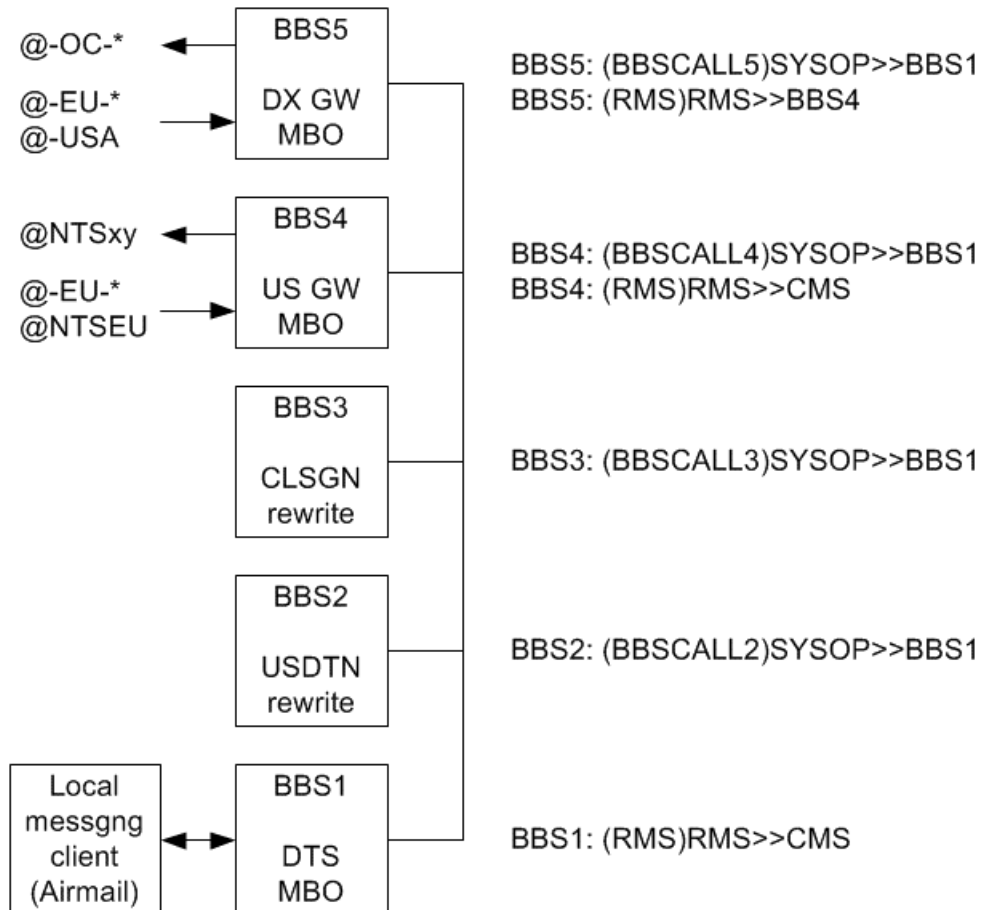 @-OC-*
@-EU-*
@-USA
BBS5
DX GW
MBO
BBS5: (BBSCALL5)SYSOP>>BBS1
BBS5: (RMS)RMS>>BBS4
@NTSxy
@-EU-*
@NTSEU
BBS4
US GW
MBO
BBS4: (BBSCALL4)SYSOP>>BBS1
BBS4: (RMS)RMS>>CMS
BBS3
CLSGN
rewrite
BBS3: (BBSCALL3)SYSOP>>BBS1
BBS2
USDTN
rewrite
BBS2: (BBSCALL2)SYSOP>>BBS1
Local
messgng
client
(Airmail)
BBS1
DTS
MBO
BBS1: (RMS)RMS>>CMS